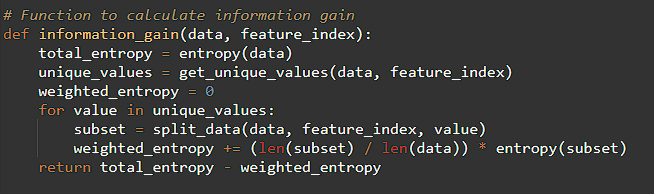 # Function to calculate information gain
def information_gain(data, feature_index):
    total_entropy = entropy(data)
    unique_values = get_unique_values(data, feature_index)
    weighted_entropy = 0
    for value in unique_values:
        subset = split_data(data, feature_index, value)
        weighted_entropy += (len(subset) / len(data)) * entropy(subset)
    return total_entropy - weighted_entropy